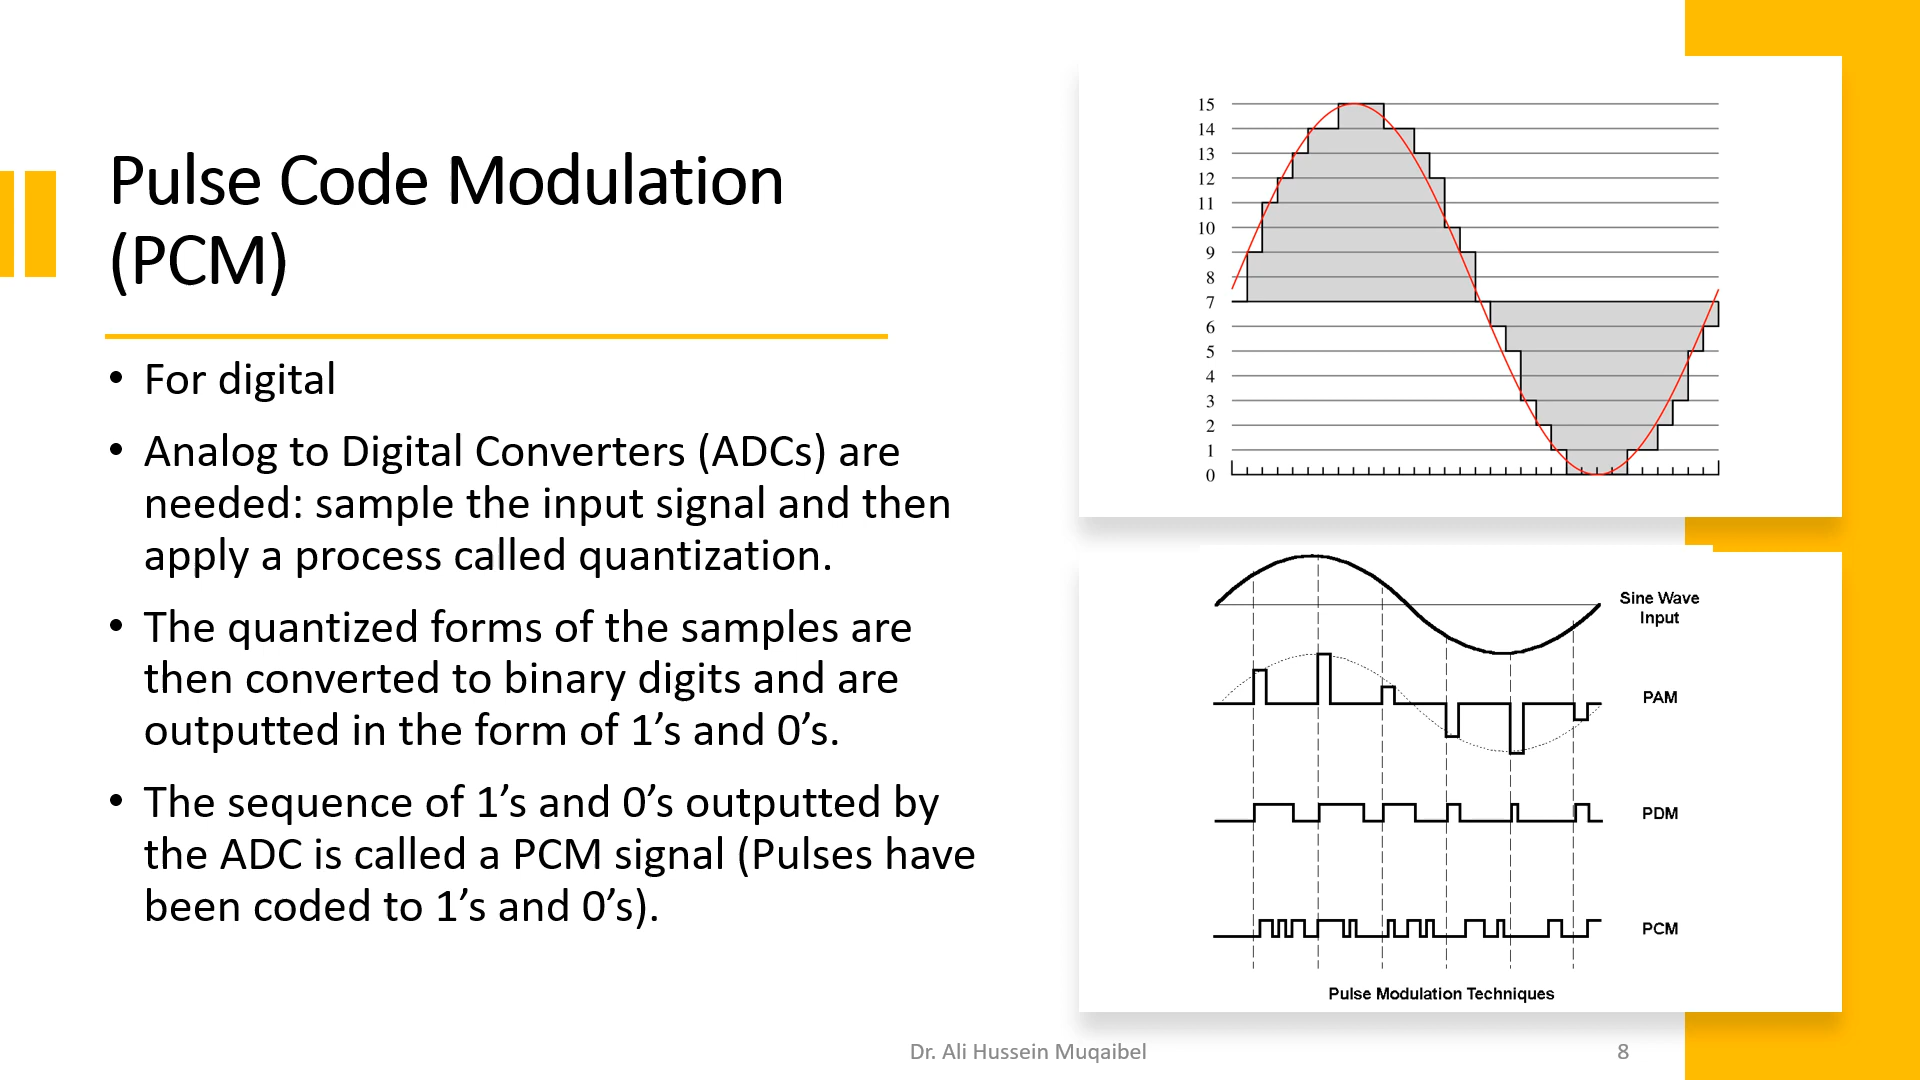 Pulse Code Modulation
(PCM)
• For digital
• Analog to Digital Converters (ADCs) are
needed: sample the input signal and then
apply a process called quantization.
• The quantized forms of the samples are
then converted to binary digits and are
outputted in the form of 1’s and 0’s.
• The sequence of 1’s and 0’s outputted by
the ADC is called a PCM signal (Pulses have
been coded to 1’s and 0’s).
15
14
13
12
11
10
9
8
7
6
5
4
3
2
1
0
Sine Wave
Input
PAM
PDM
PCM
Pulse Modulation Techniques
Dr. Ali Hussein Muqaibel
8